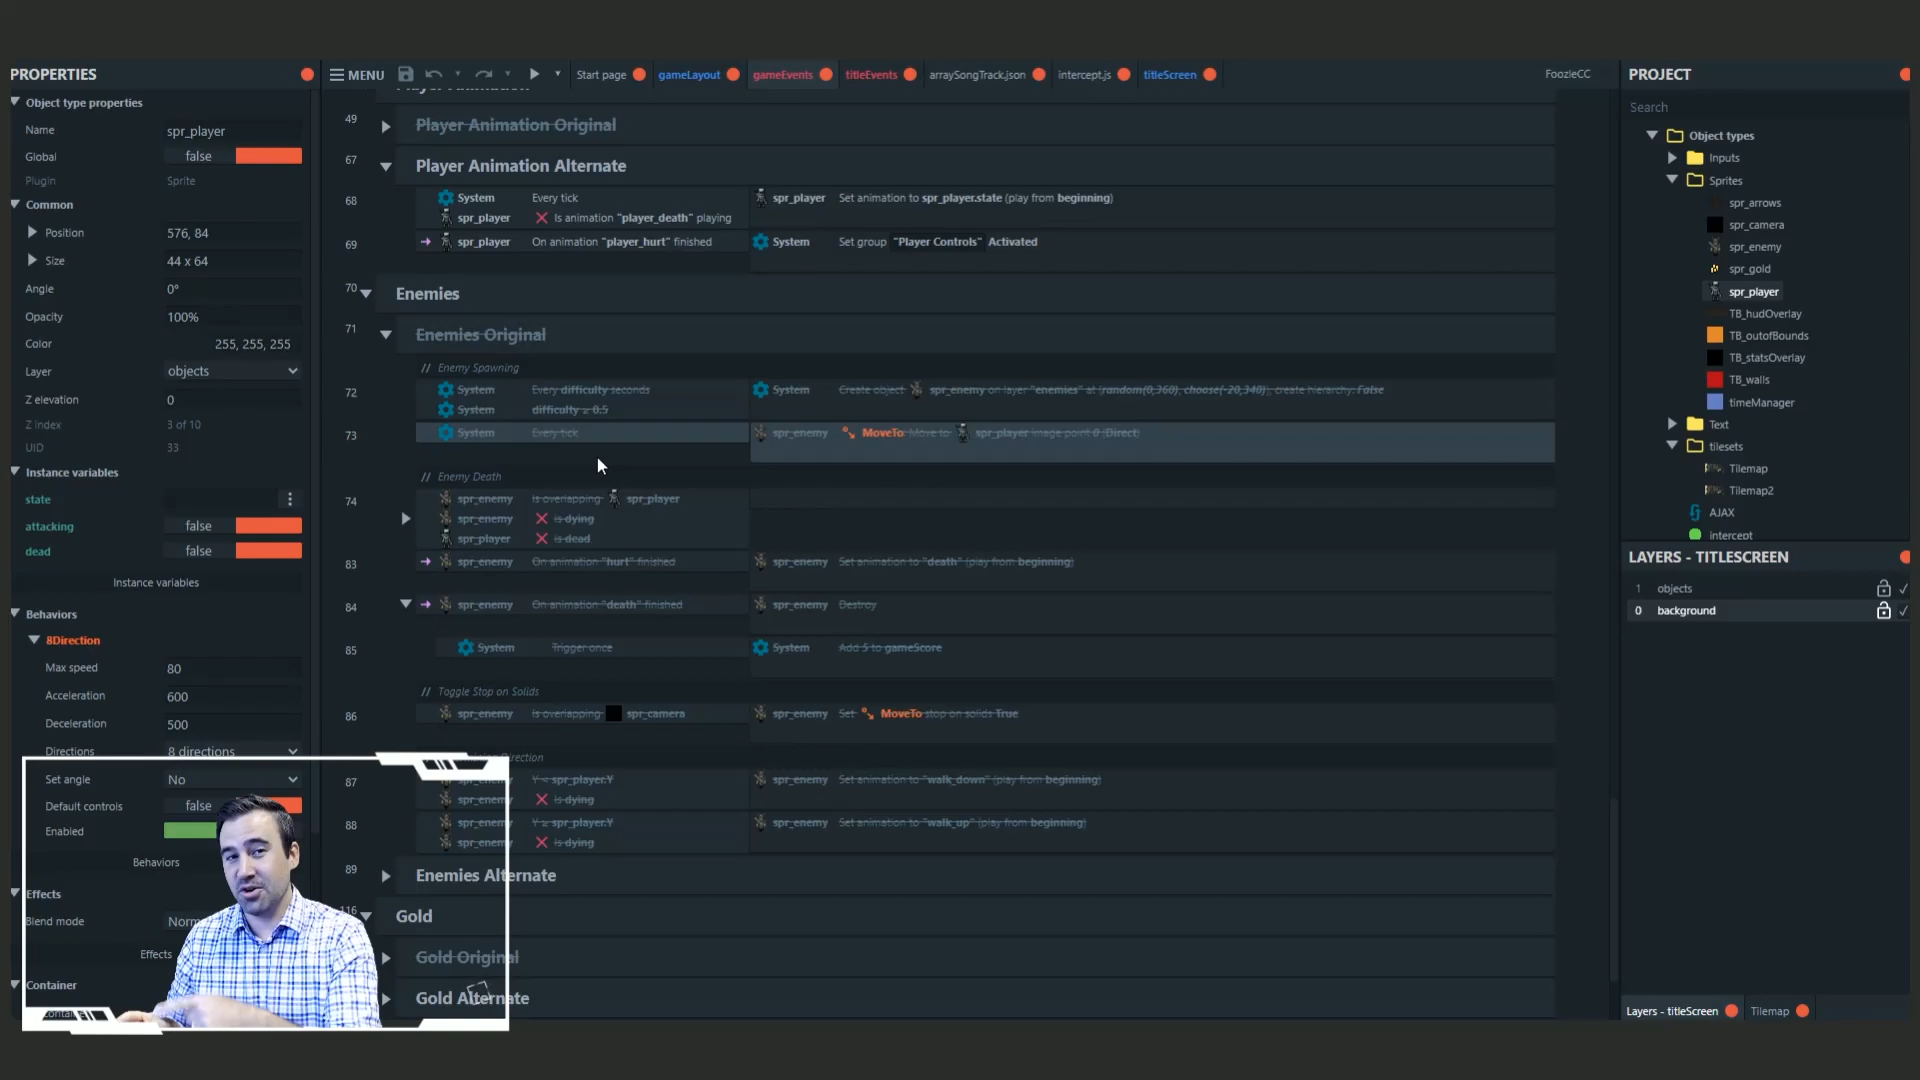 PROPERTIES
Object type properties
Name spr_player
Global false
Plugin Sprite
Common
Position 576, 84
Size 44 x 64
Angle 0°
Opacity 100%
Color 255, 255, 255
Layer objects
Z elevation 0
Z index 3 of 10
UID 33
Instance variables
state
attacking false
dead false
Instance variables
Behaviors
8Direction
Max speed 80
Acceleration 600
Deceleration 500
Directions 8 directions
Set angle No
Default controls false
Enabled
Behaviors
Effects
Blend mode
Effects
Container
MENU
Start page
gameLayout
gameEvents
titleEvents
arraySongTrack.json
intercept.js
titleScreen
FoozleCC
49 Player Animation Original
67 Player Animation Alternate
68 System Every tick spr_player Set animation to spr_player.state (play from beginning)
spr_player Is animation "player_death" playing
69 spr_player On animation "player_hurt" finished System Set group "Player Controls" Activated
70 Enemies
71 Enemies Original
// Enemy Spawning
72 System Every difficulty seconds System Create object spr_enemy on layer "enemies" at (random(0,360), choose(-20,340)), create hierarchy: False
System difficulty ≥ 0.5
73 System Every tick spr_enemy MoveTo Move to spr_player image point 0 (Direct)
// Enemy Death
74 spr_enemy Is overlapping spr_player
spr_enemy is dying
spr_player is dead
83 spr_enemy On animation "hurt" finished spr_enemy Set animation to "death" (play from beginning)
84 spr_enemy On animation "death" finished spr_enemy Destroy
85 System Trigger once System Add 5 to gameScore
// Toggle Stop on Solids
86 spr_enemy Is overlapping spr_camera spr_enemy Set MoveTo stop on solids True
Direction
87 spr_enemy Y < spr_player.Y spr_enemy Set animation to "walk_down" (play from beginning)
spr_enemy is dying
88 spr_enemy Y ≥ spr_player.Y spr_enemy Set animation to "walk_up" (play from beginning)
spr_enemy is dying
89 Enemies Alternate
116 Gold
Gold Original
Gold Alternate
PROJECT
Search
Object types
Inputs
Sprites
spr_arrows
spr_camera
spr_enemy
spr_gold
spr_player
TB_hudOverlay
TB_outofBounds
TB_statsOverlay
TB_walls
timeManager
Text
tilesets
Tilemap
Tilemap2
AJAX
intercept
LAYERS - TITLESCREEN
1 objects
0 background
Layers - titleScreen
Tilemap